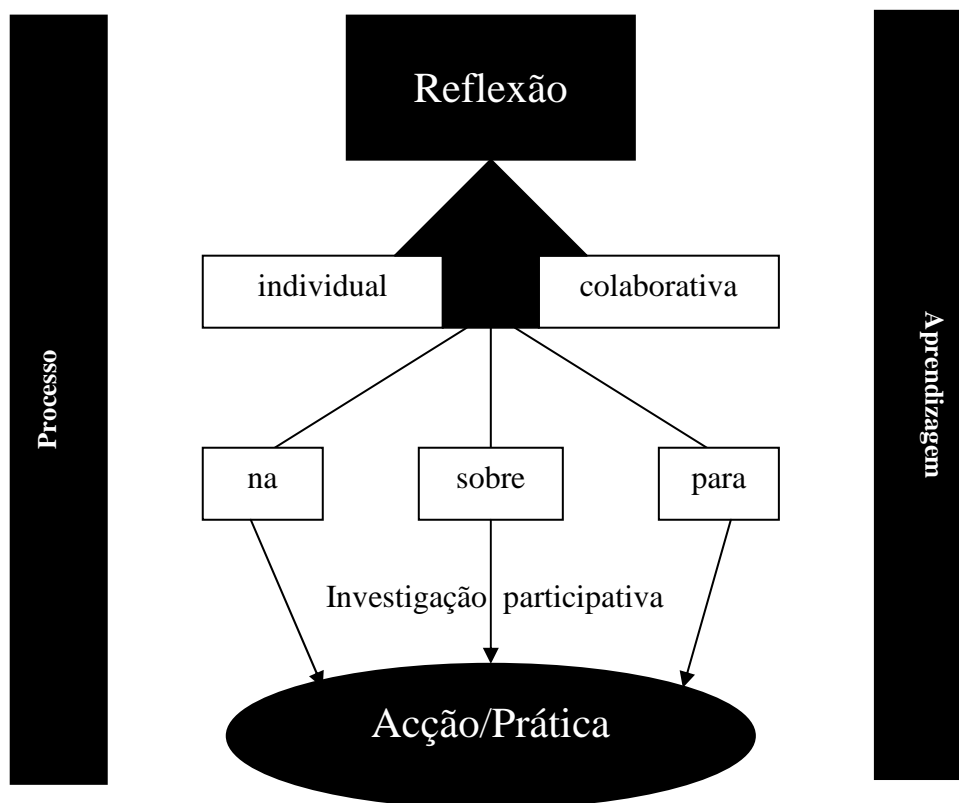 Reflexão
individual
colaborativa
Processo
Aprendizagem
na
sobre
para
Investigação participativa
Acção/Prática